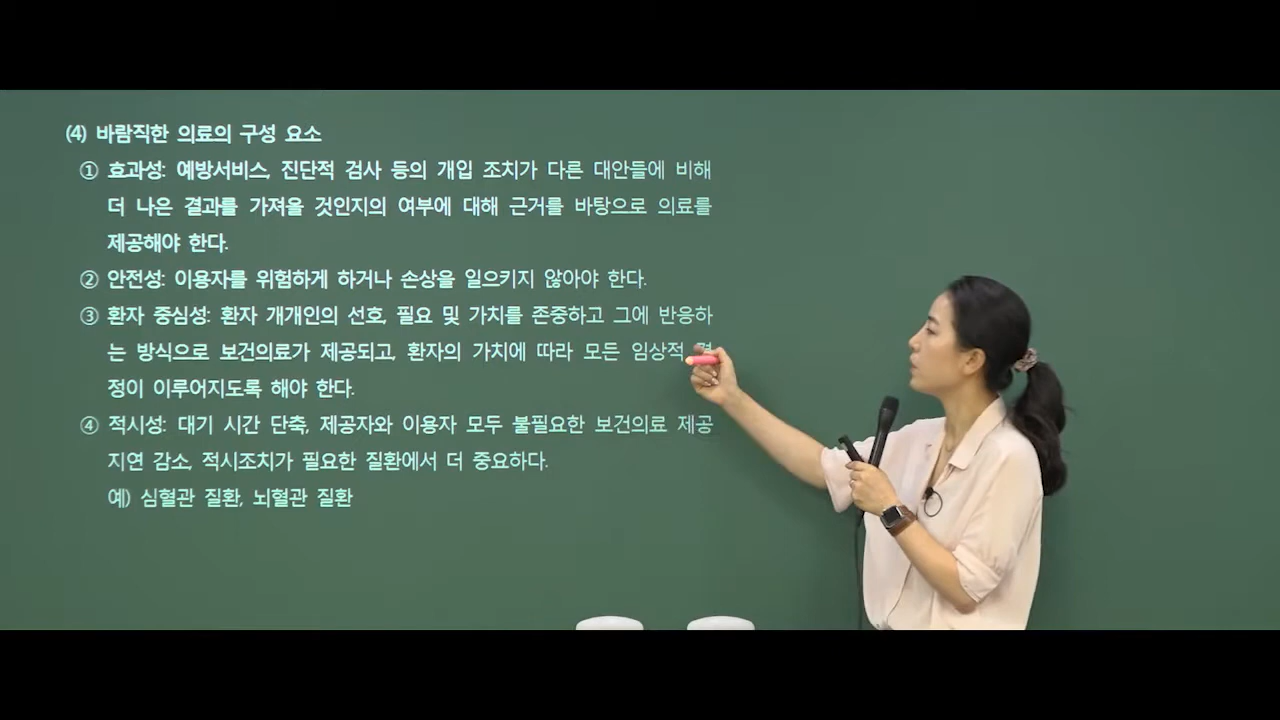 (4) 바람직한 의료의 구성 요소
① 효과성: 예방서비스, 진단적 검사 등의 개입 조치가 다른 대안들에 비해
더 나은 결과를 가져올 것인지의 여부에 대해 근거를 바탕으로 의료를
제공해야 한다.
② 안전성: 이용자를 위험하게 하거나 손상을 일으키지 않아야 한다.
③ 환자 중심성: 환자 개개인의 선호, 필요 및 가치를 존중하고 그에 반응하
는 방식으로 보건의료가 제공되고, 환자의 가치에 따라 모든 임상적
정이 이루어지도록 해야 한다.
④ 적시성: 대기 시간 단축, 제공자와 이용자 모두 불필요한 보건의료 제공
지연 감소, 적시조치가 필요한 질환에서 더 중요하다.
예) 심혈관 질환, 뇌혈관 질환